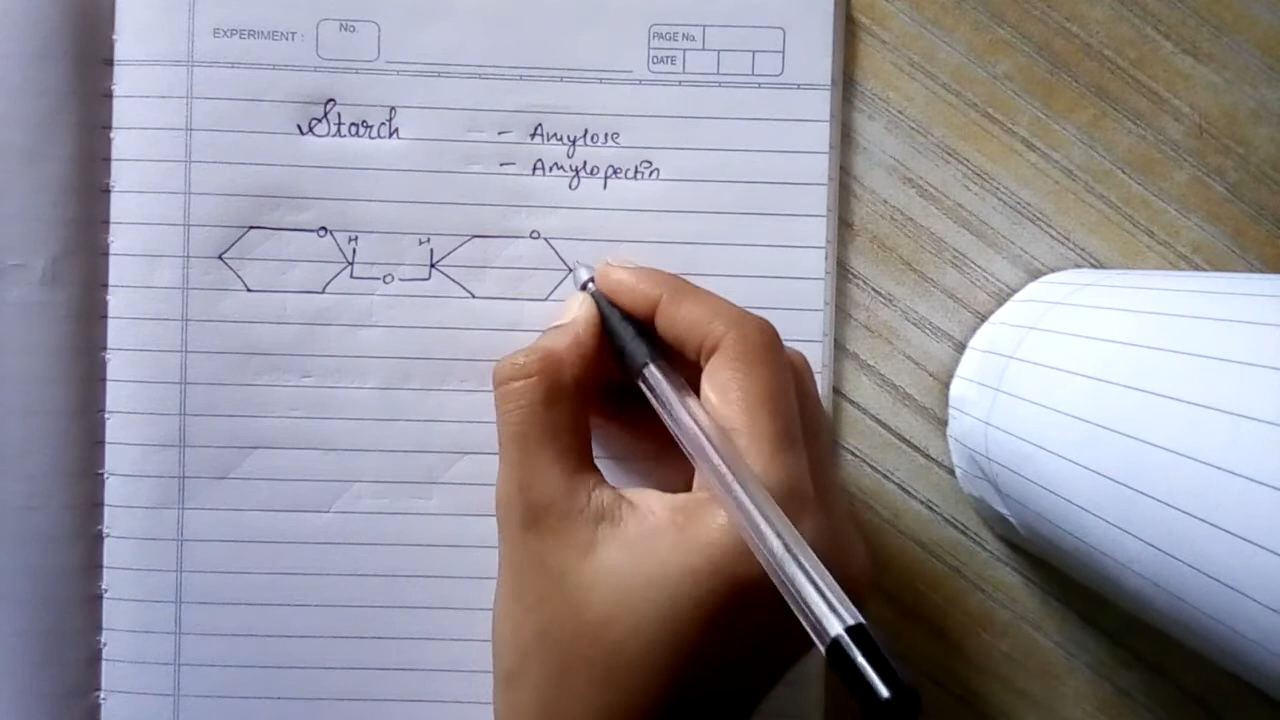 EXPERIMENT : No.
PAGE No.
DATE
Starch - Amylose
- Amylopectin
O O
H H
O